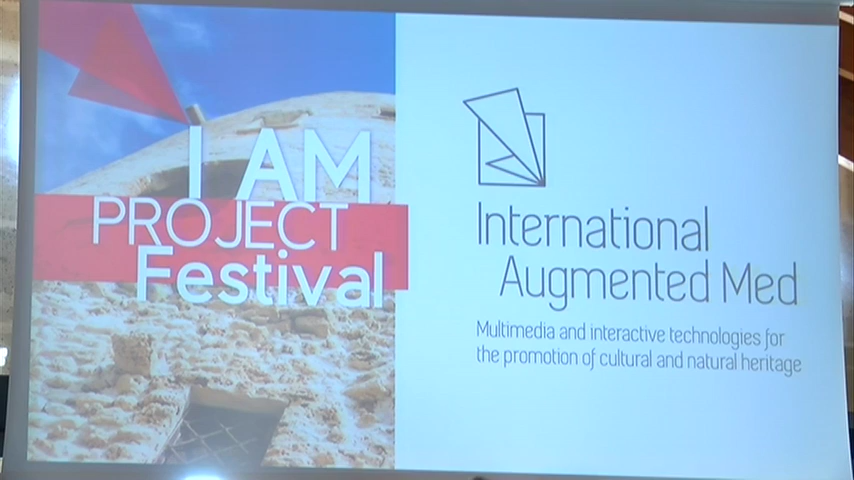 I AM
PROJECT
Festival
International
Augmented Med
Multimedia and interactive technologies for
the promotion of cultural and natural heritage